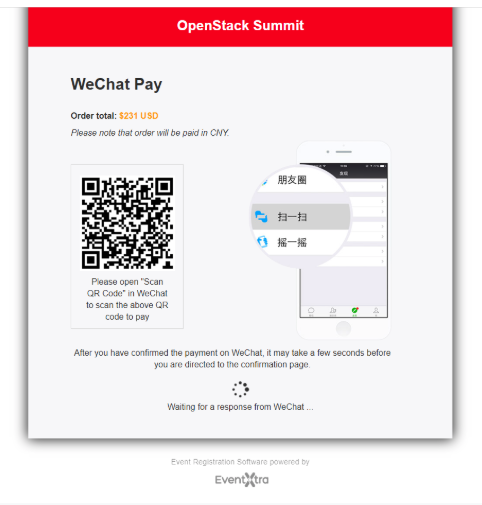 OpenStack Summit
WeChat Pay
Order total: $231 USD
Please note that order will be paid in CNY.
朋友圈
扫一扫
摇一摇
Please open "Scan
QR Code" in WeChat
to scan the above QR
code to pay
After you have confirmed the payment on WeChat, it may take a few seconds before
you are directed to the confirmation page.
Waiting for a response from WeChat ...
Event Registration Software powered by
EventXtra